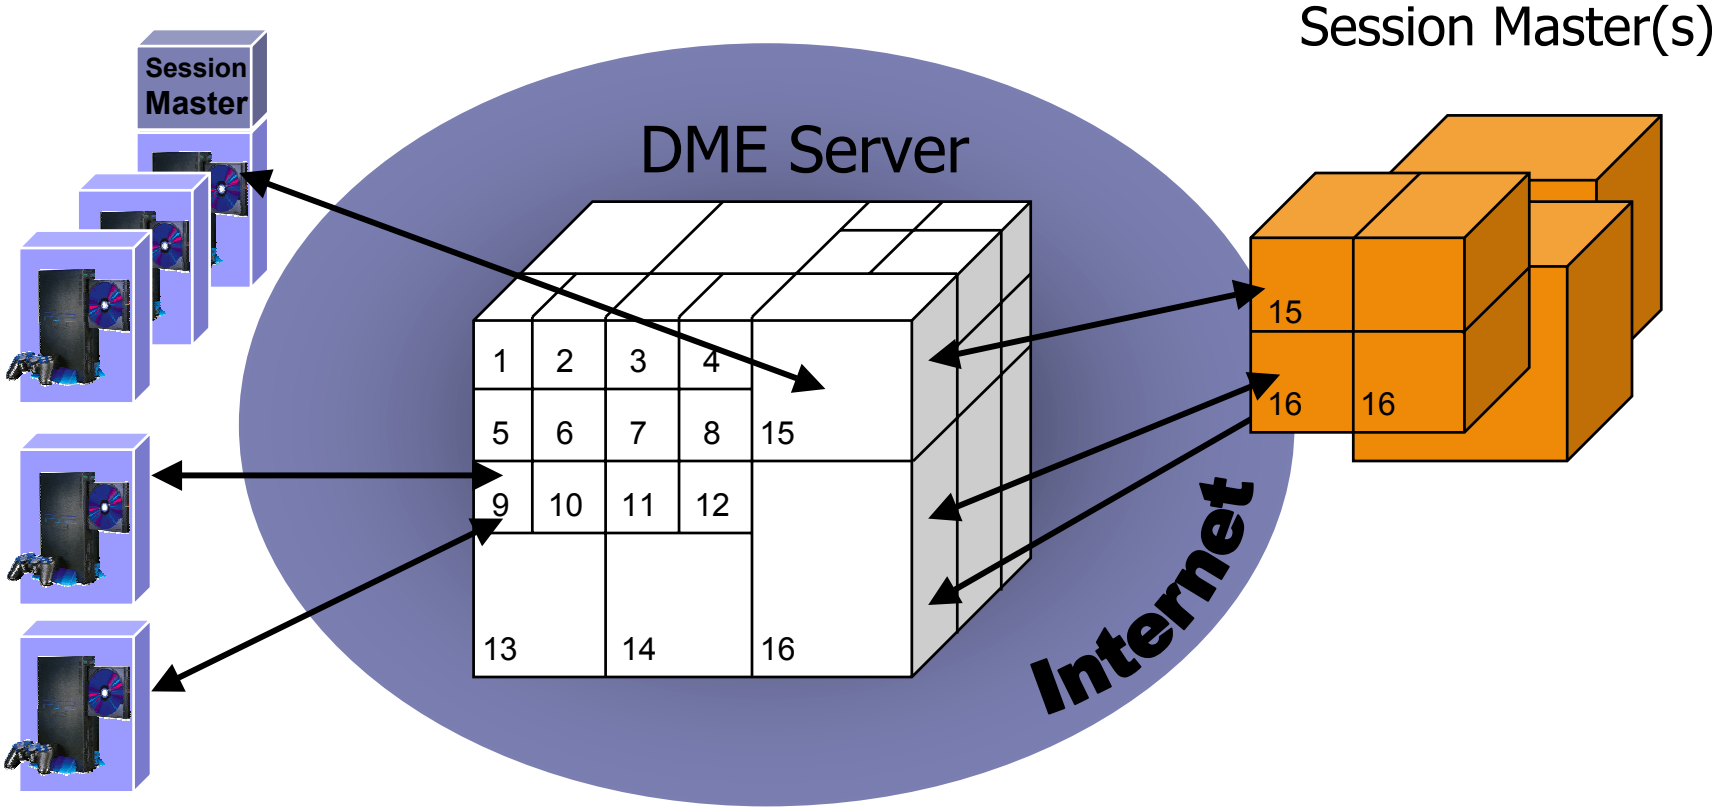 Session Master(s)
Session
Master
DME Server
1 2 3 4
5 6 7 8 15
9 10 11 12
13 14 16
15
16 16
Internet